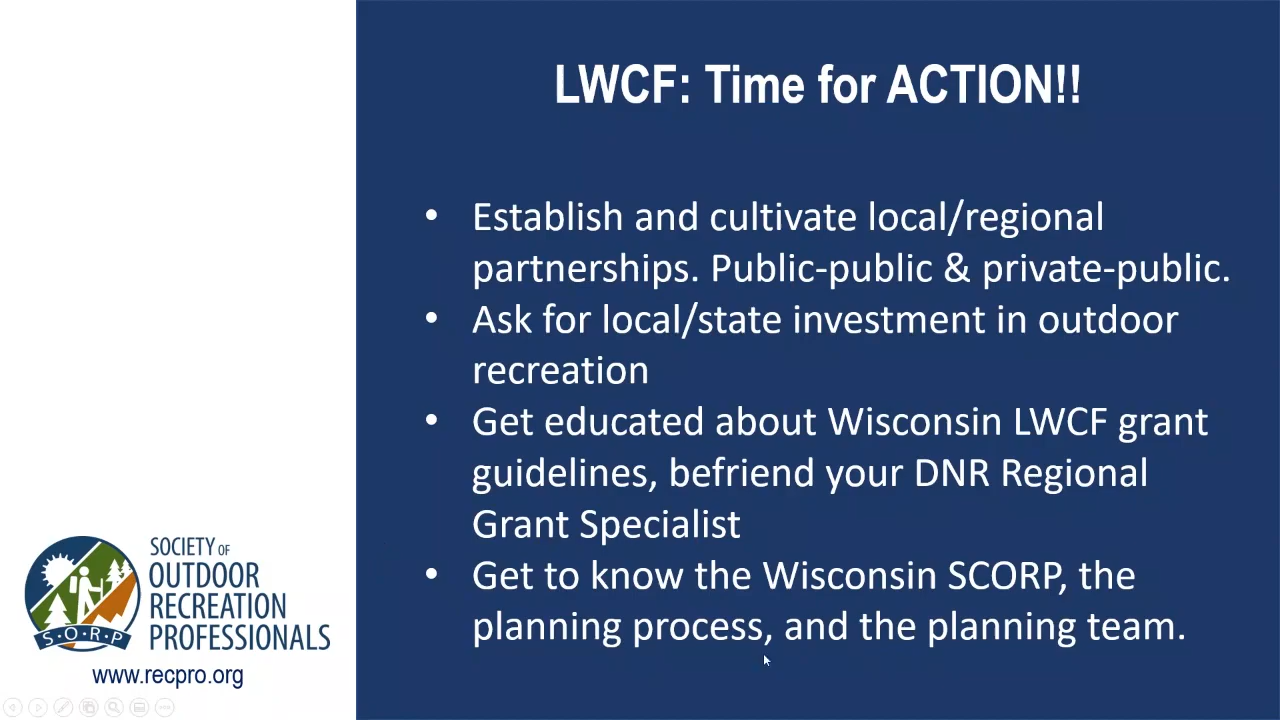 LWCF: Time for ACTION!!
• Establish and cultivate local/regional
partnerships. Public-public & private-public.
• Ask for local/state investment in outdoor
recreation
• Get educated about Wisconsin LWCF grant
guidelines, befriend your DNR Regional
Grant Specialist
• Get to know the Wisconsin SCORP, the
planning process, and the planning team.
SOCIETY OF
OUTDOOR
RECREATION
PROFESSIONALS
S·O·R·P
www.recpro.org